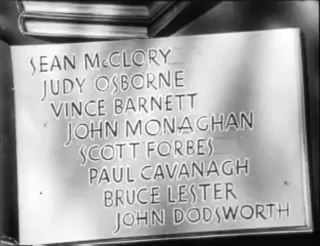 SEAN McCLORY
JUDY OSBORNE
VINCE BARNETT
JOHN MONAGHAN
SCOTT FORBES
PAUL CAVANAGH
BRUCE LESTER
JOHN DODSWORTH